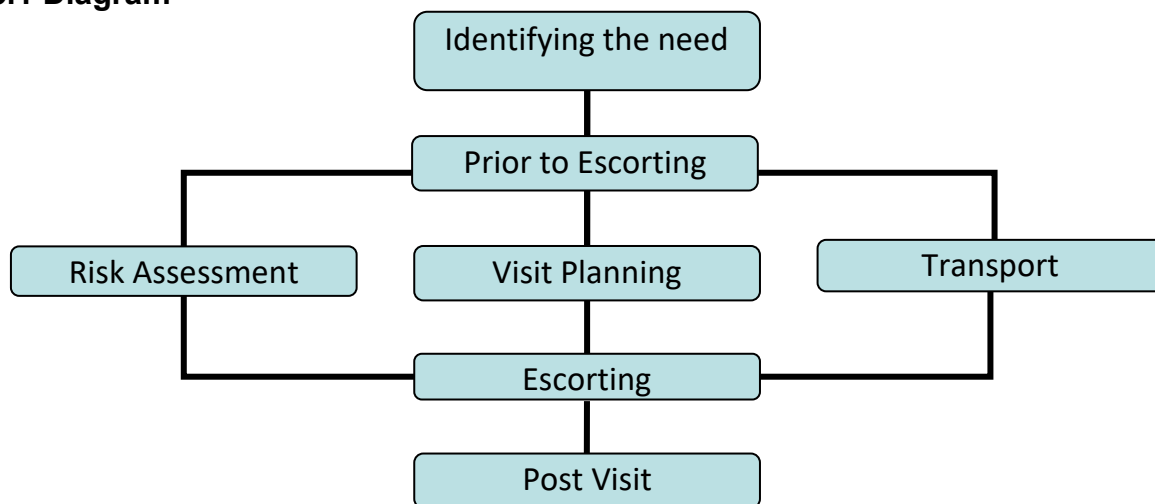 Diagram
Identifying the need
Prior to Escorting
Risk Assessment
Visit Planning
Transport
Escorting
Post Visit